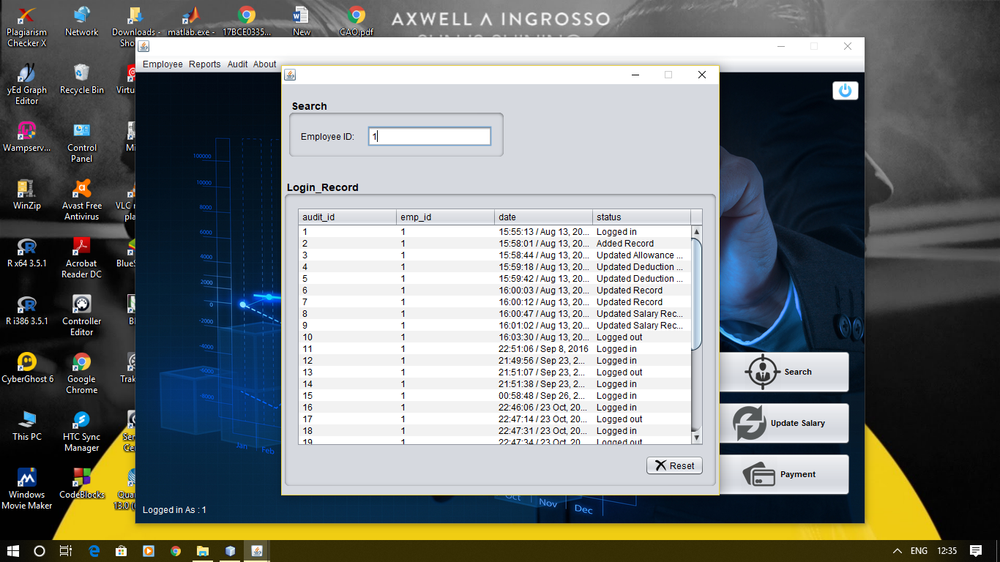 AXWELL Λ INGROSSO
Plagiarism Checker X
Network
Downloads -
matlab.exe -
17BCE0335...
New
CAO.pdf
yEd Graph Editor
Recycle Bin
Wampserv...
Control Panel
WinZip
Avast Free Antivirus
VLC
R x64 3.5.1
Acrobat Reader DC
R i386 3.5.1
Controller Editor
CyberGhost 6
Google Chrome
This PC
HTC Sync Manager
Windows Movie Maker
CodeBlocks
Employee Reports Audit About
100000
10000
8000
6000
4000
2000
0
-2000
-4000
-6000
-8000
Jan
Feb
Oct
Nov
Dec
Search
Employee ID: 1
Login_Record
audit_id emp_id date status
1 1 15:55:13 / Aug 13, 20... Logged in
2 1 15:58:01 / Aug 13, 20... Added Record
3 1 15:58:44 / Aug 13, 20... Updated Allowance ...
4 1 15:59:18 / Aug 13, 20... Updated Deduction ...
5 1 15:59:42 / Aug 13, 20... Updated Deduction ...
6 1 16:00:03 / Aug 13, 20... Updated Record
7 1 16:00:12 / Aug 13, 20... Updated Record
8 1 16:00:47 / Aug 13, 20... Updated Salary Rec...
9 1 16:01:02 / Aug 13, 20... Updated Salary Rec...
10 1 16:03:30 / Aug 13, 20... Logged out
11 1 22:51:06 / Sep 8, 2016 Logged in
12 1 21:49:56 / Sep 23, 2... Logged in
13 1 21:51:07 / Sep 23, 2... Logged out
14 1 21:51:38 / Sep 23, 2... Logged in
15 1 00:58:48 / Sep 26, 2... Logged in
16 1 22:46:06 / 23 Oct, 20... Logged in
17 1 22:47:14 / 23 Oct, 20... Logged out
18 1 22:47:31 / 23 Oct, 20... Logged in
19 1 22:47:34 / 23 Oct, 20... Logged out
Reset
Search
Update Salary
Payment
Logged in As : 1
ENG 12:35